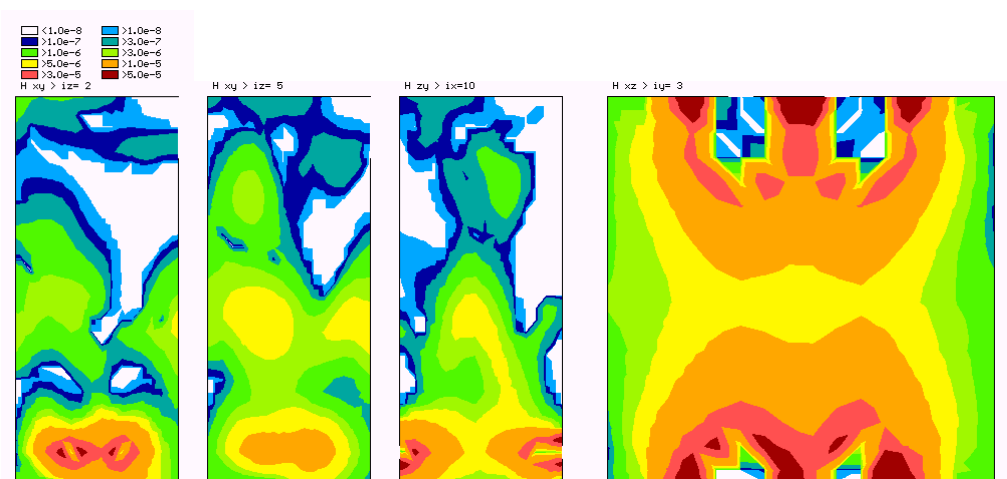 <1.0e-8 >1.0e-8
>1.0e-7 >1.0e-7
>1.0e-6 >3.0e-6
>5.0e-6 >1.0e-5
>3.0e-5 >5.0e-5
H xy > iz= 2 H xy > iz= 5 H zy > ix=10 H xz > iy= 3